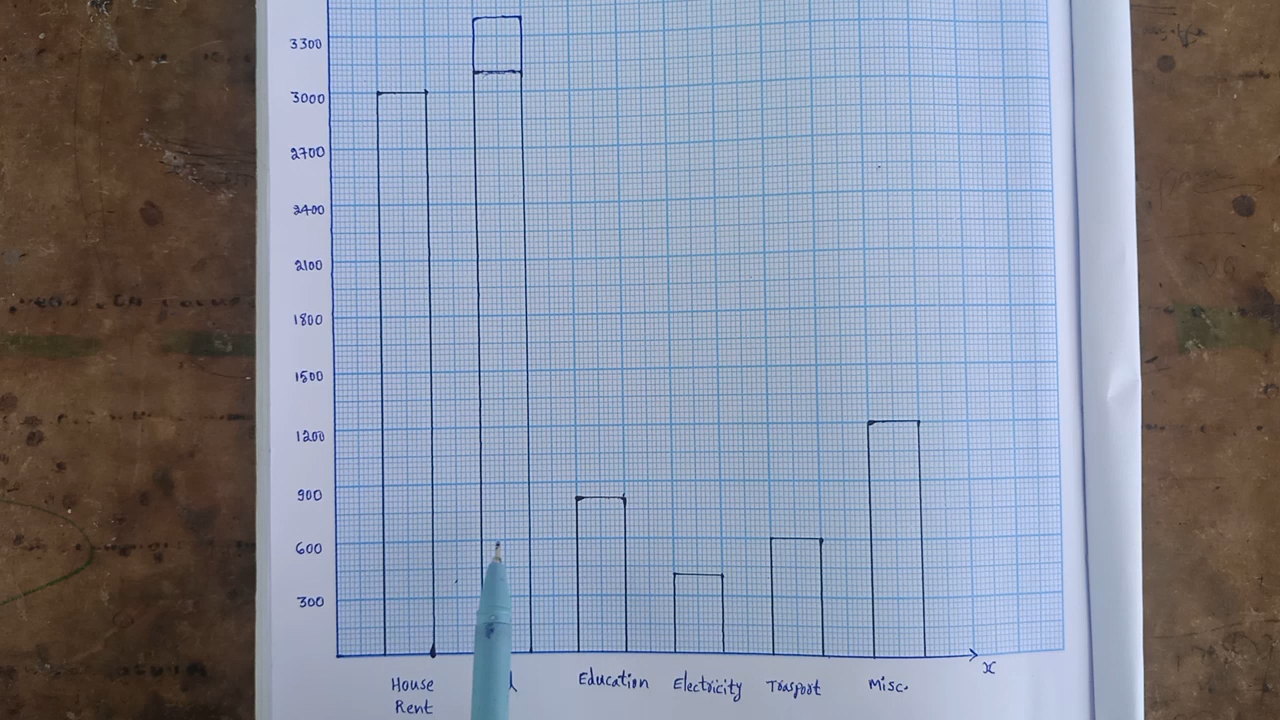 3300
3000
2700
2400
2100
1800
1500
1200
900
600
300
House Rent
Education
Electricity
Trasport
Misc.
x